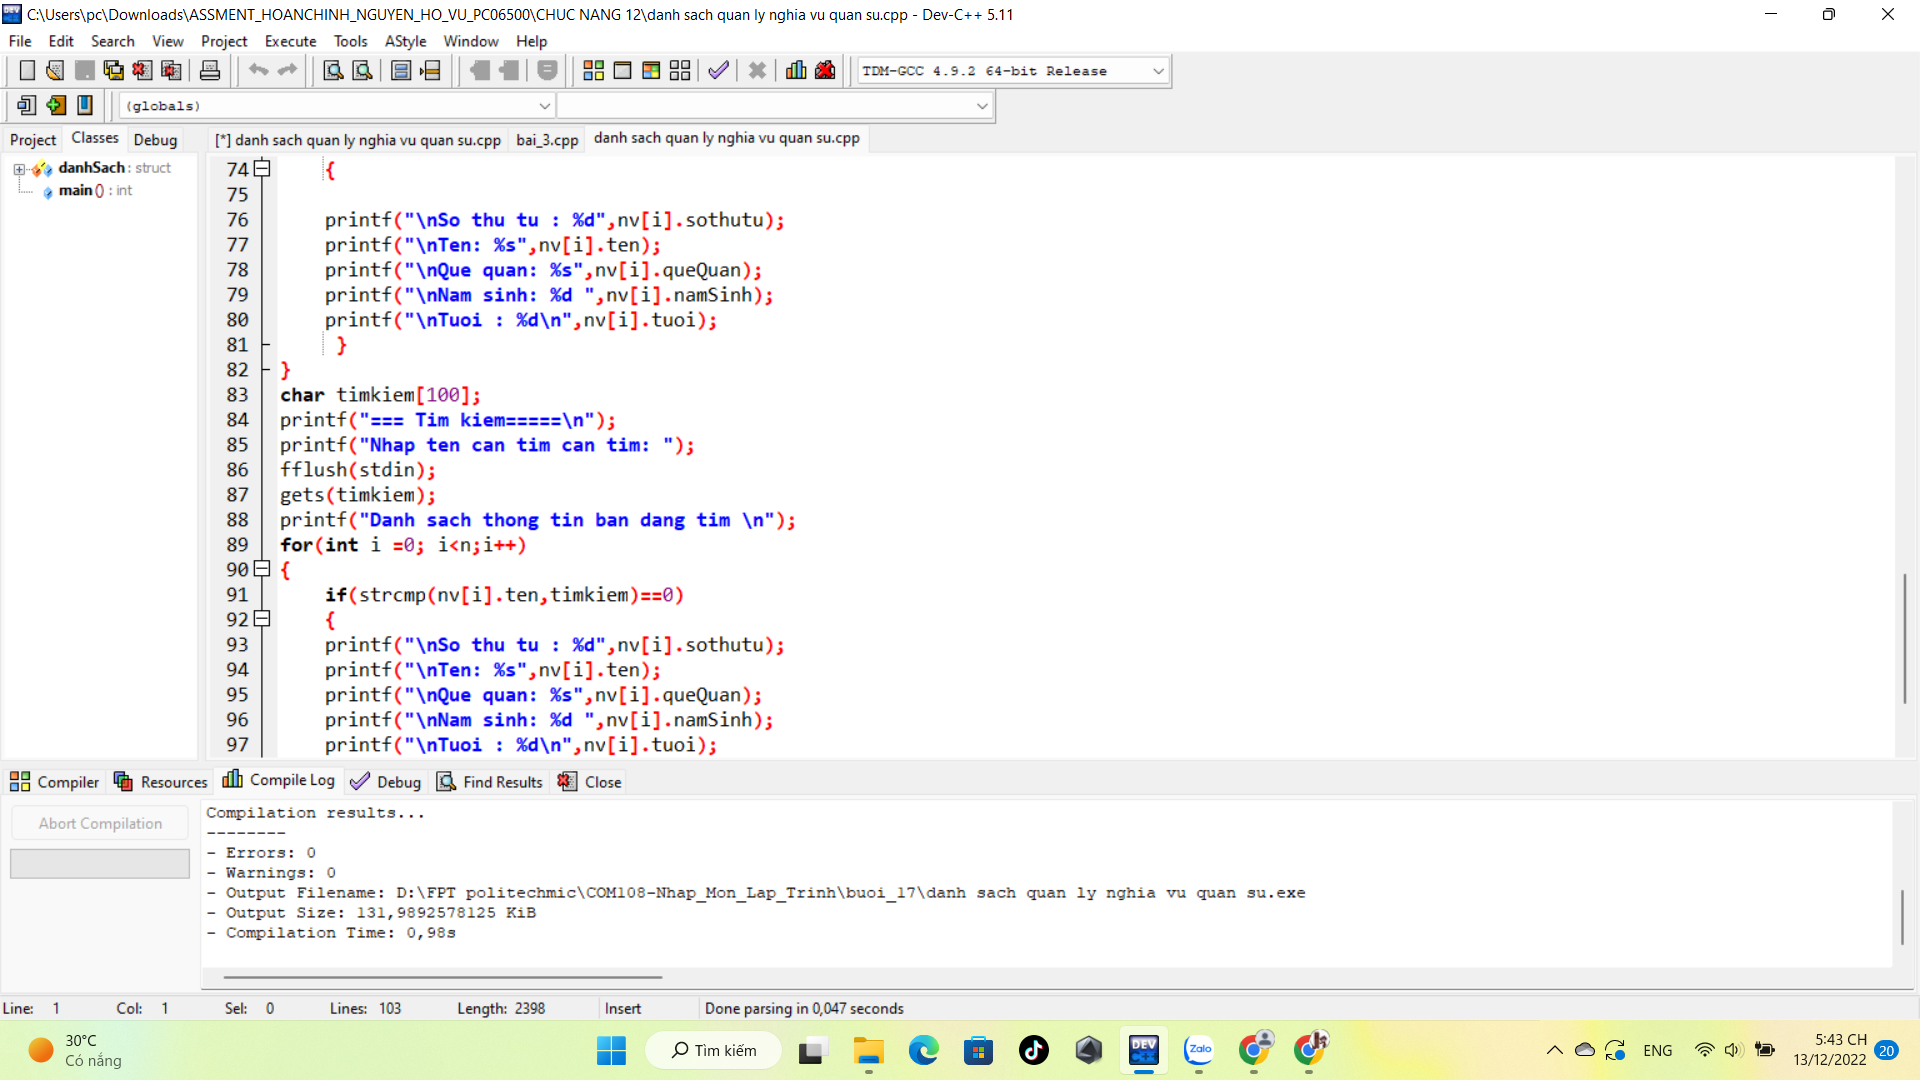 C:\Users\pc\Downloads\ASSMENT_HOANCHINH_NGUYEN_HO_VU_PC06500\CHUC NANG 12\danh sach quan ly nghia vu quan su.cpp - Dev-C++ 5.11
File Edit Search View Project Execute Tools AStyle Window Help
TDM-GCC 4.9.2 64-bit Release
(globals)
Project Classes Debug [*] danh sach quan ly nghia vu quan su.cpp bai_3.cpp danh sach quan ly nghia vu quan su.cpp
danhSach : struct
main () : int
74 {
75
76 printf("\nSo thu tu : %d",nv[i].sothutu);
77 printf("\nTen: %s",nv[i].ten);
78 printf("\nQue quan: %s",nv[i].queQuan);
79 printf("\nNam sinh: %d ",nv[i].namSinh);
80 printf("\nTuoi : %d\n",nv[i].tuoi);
81 }
82 }
83 char timkiem[100];
84 printf("=== Tim kiem=====\n");
85 printf("Nhap ten can tim can tim: ");
86 fflush(stdin);
87 gets(timkiem);
88 printf("Danh sach thong tin ban dang tim \n");
89 for(int i =0; i<n;i++)
90 {
91 if(strcmp(nv[i].ten,timkiem)==0)
92 {
93 printf("\nSo thu tu : %d",nv[i].sothutu);
94 printf("\nTen: %s",nv[i].ten);
95 printf("\nQue quan: %s",nv[i].queQuan);
96 printf("\nNam sinh: %d ",nv[i].namSinh);
97 printf("\nTuoi : %d\n",nv[i].tuoi);
Compiler Resources Compile Log Debug Find Results Close
Abort Compilation
Compilation results...
--------
- Errors: 0
- Warnings: 0
- Output Filename: D:\FPT politechmic\COM108-Nhap_Mon_Lap_Trinh\buoi_17\danh sach quan ly nghia vu quan su.exe
- Output Size: 131,9892578125 KiB
- Compilation Time: 0,98s
Line: 1 Col: 1 Sel: 0 Lines: 103 Length: 2398 Insert Done parsing in 0,047 seconds
30°C
Có nắng
Tìm kiếm
DEV C++
Zalo
ENG
5:43 CH
13/12/2022
20